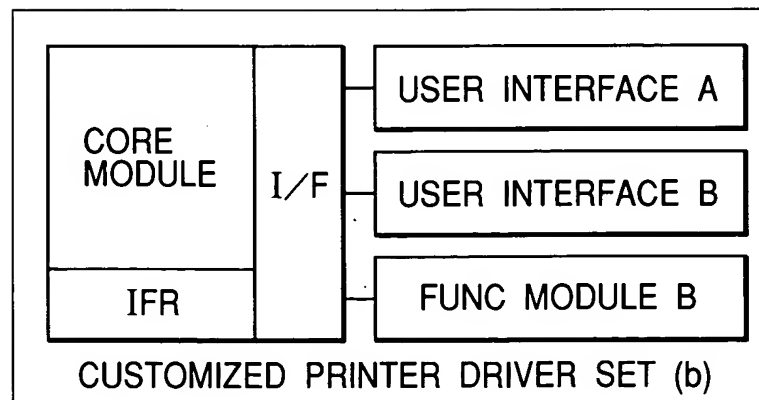 CORE
MODULE
IFR
I/F
USER INTERFACE A
USER INTERFACE B
FUNC MODULE B
CUSTOMIZED PRINTER DRIVER SET (b)